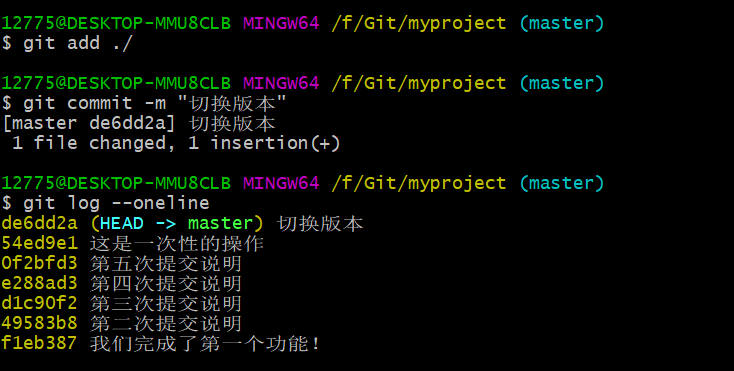 12775@DESKTOP-MMU8CLB MINGW64 /f/Git/myproject (master)
$ git add ./
12775@DESKTOP-MMU8CLB MINGW64 /f/Git/myproject (master)
$ git commit -m "切换版本"
[master de6dd2a] 切换版本
 1 file changed, 1 insertion(+)
12775@DESKTOP-MMU8CLB MINGW64 /f/Git/myproject (master)
$ git log --oneline
de6dd2a (HEAD -> master) 切换版本
54ed9e1 这是一次性的操作
0f2bfd3 第五次提交说明
e288ad3 第四次提交说明
d1c90f2 第三次提交说明
49583b8 第二次提交说明
f1eb387 我们完成了第一个功能！